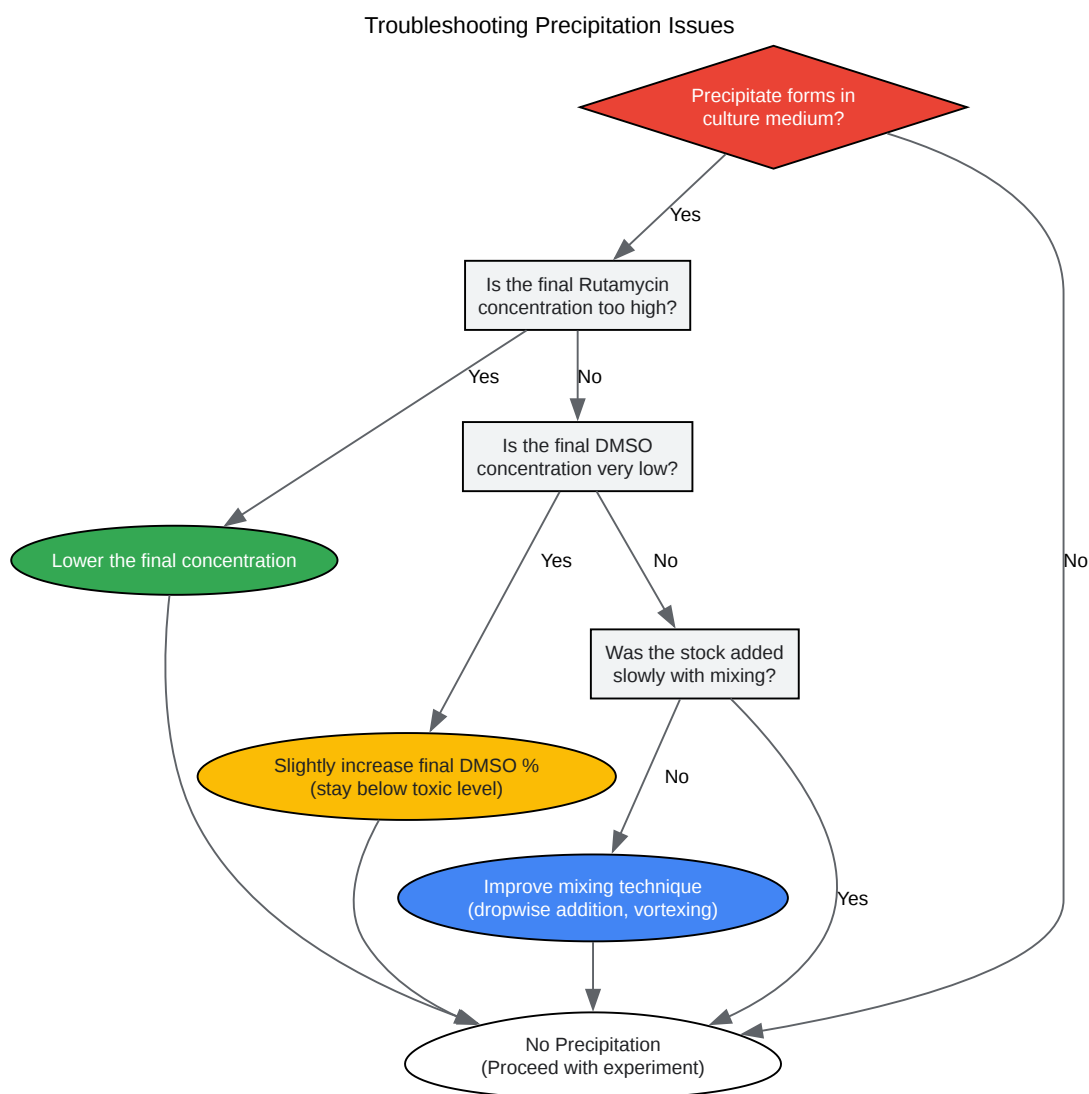 Troubleshooting Precipitation Issues
Precipitate forms in
culture medium?
Yes
Is the final Rutamycin
concentration too high?
Yes
No
Is the final DMSO
concentration very low?
Lower the final concentration
Yes
No
No
Was the stock added
slowly with mixing?
Slightly increase final DMSO %
(stay below toxic level)
No
Improve mixing technique
(dropwise addition, vortexing)
Yes
No Precipitation
(Proceed with experiment)